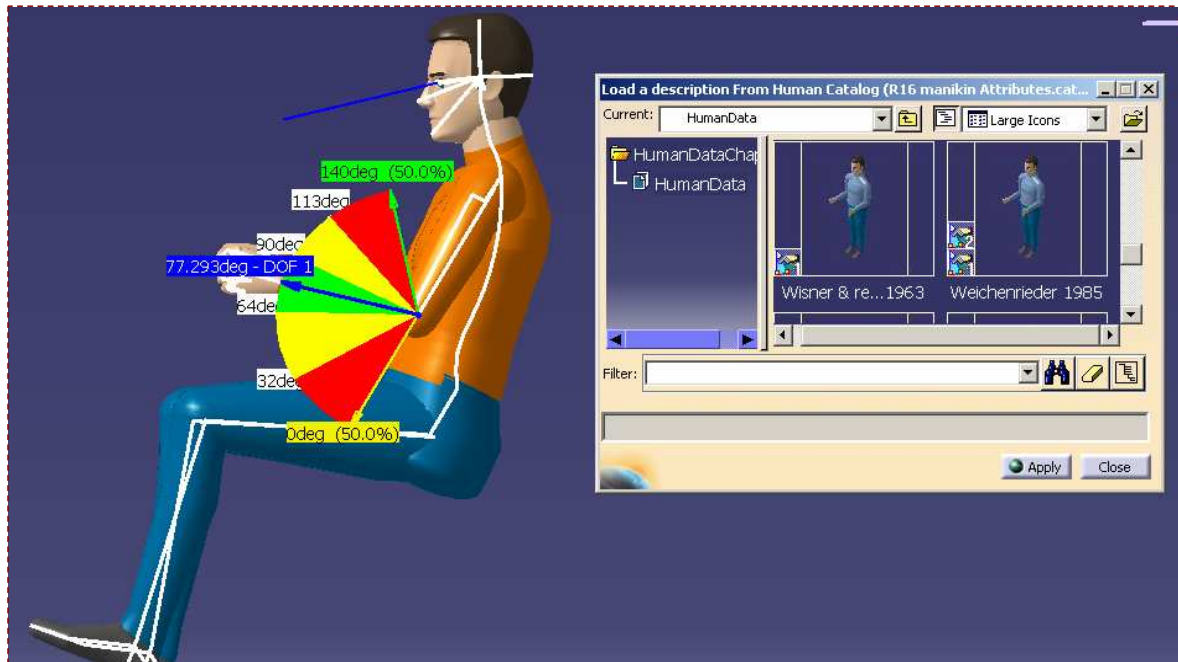 140deg (50.0%)
113deg
90deg
77.293deg - DOF 1
64deg
32deg
0deg (50.0%)
Load a description From Human Catalog (R16 manikin Attributes.cat...
Current: HumanData
Large Icons
HumanDataChap
HumanData
Wisner & re...1963
Weichenrieder 1985
Filter:
Apply
Close